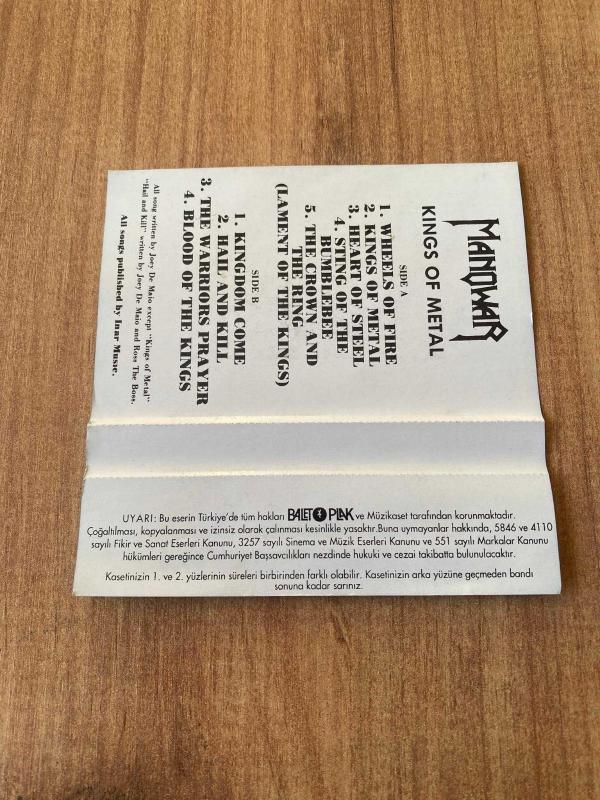 MANOWAR
KINGS OF METAL
SIDE A
1. WHEELS OF FIRE
2. KINGS OF METAL
3. HEART OF STEEL
4. STING OF THE
BUMBLEBEE
5. THE CROWN AND
THE RING
(LAMENT OF THE KINGS)
SIDE B
1. KINGDOM COME
2. HAIL AND KILL
3. THE WARRIORS PRAYER
4. BLOOD OF THE KINGS
All song written by Joey De Maio except "Kings of Metal"
"Hail and Kill" written by Joey De Maio and Ross The Boss.
All songs published by Inar Music.
UYARI: Bu eserin Türkiye'de tüm hakları BALET PLAK ve Müzikaset tarafından korunmaktadır.
Çoğaltılması, kopyalanması ve izinsiz olarak çalınması kesinlikle yasaktır.Buna uymayanlar hakkında, 5846 ve 4110
sayılı Fikir ve Sanat Eserleri Kanunu, 3257 sayılı Sinema ve Müzik Eserleri Kanunu ve 551 sayılı Markalar Kanunu
hükümleri gereğince Cumhuriyet Başsavcılıkları nezdinde hukuki ve cezai takibatta bulunulacaktır.
Kasetinizin 1. ve 2. yüzlerinin süreleri birbirinden farklı olabilir. Kasetinizin arka yüzüne geçmeden bandı
sonuna kadar sarınız.